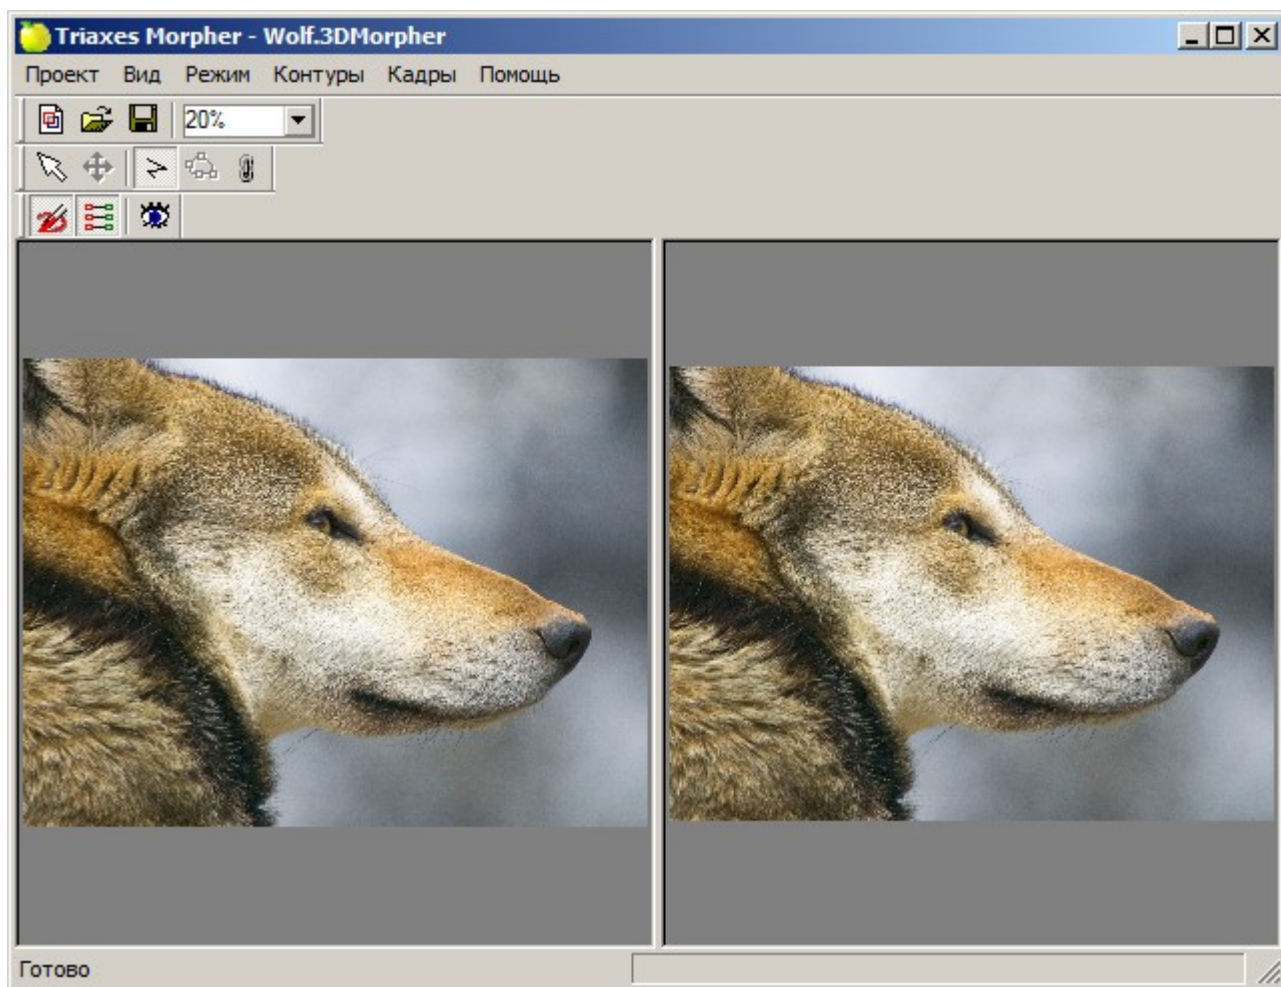 Triaxes Morpher - Wolf.3DMorpher
Проект Вид Режим Контуры Кадры Помощь
20%
Готово